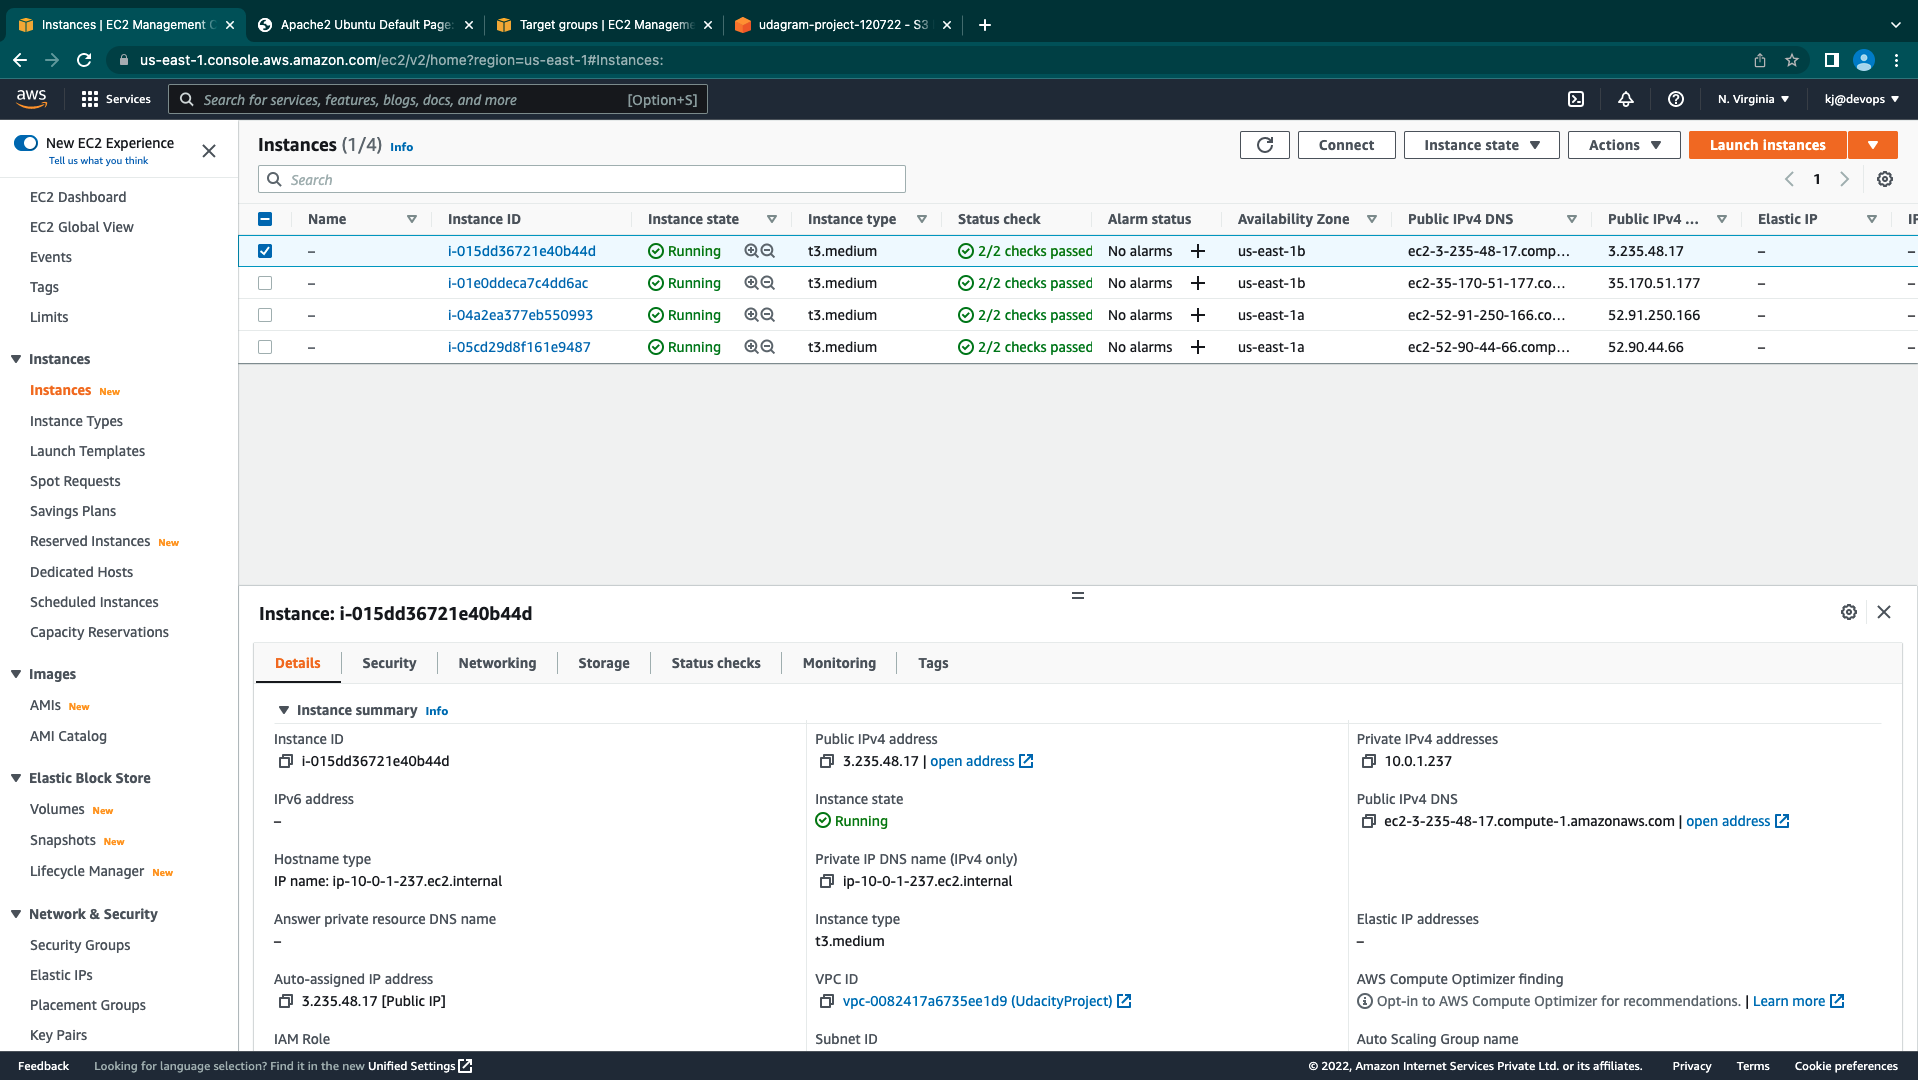 Instances | EC2 Management C
Apache2 Ubuntu Default Page:
Target groups | EC2 Manageme
udagram-project-120722 - S3
us-east-1.console.aws.amazon.com/ec2/v2/home?region=us-east-1#Instances:
aws
Services
Search for services, features, blogs, docs, and more
[Option+S]
N. Virginia
kj@devops
New EC2 Experience
Tell us what you think
EC2 Dashboard
EC2 Global View
Events
Tags
Limits
Instances
Instances New
Instance Types
Launch Templates
Spot Requests
Savings Plans
Reserved Instances New
Dedicated Hosts
Scheduled Instances
Capacity Reservations
Images
AMIs New
AMI Catalog
Elastic Block Store
Volumes New
Snapshots New
Lifecycle Manager New
Network & Security
Security Groups
Elastic IPs
Placement Groups
Key Pairs
Instances (1/4) Info
Connect
Instance state
Actions
Launch instances
Search
1
Name Instance ID Instance state Instance type Status check Alarm status Availability Zone Public IPv4 DNS Public IPv4 ... Elastic IP IP
– i-015dd36721e40b44d Running t3.medium 2/2 checks passed No alarms + us-east-1b ec2-3-235-48-17.comp... 3.235.48.17 – –
– i-01e0ddeca7c4dd6ac Running t3.medium 2/2 checks passed No alarms + us-east-1b ec2-35-170-51-177.co... 35.170.51.177 – –
– i-04a2ea377eb550993 Running t3.medium 2/2 checks passed No alarms + us-east-1a ec2-52-91-250-166.co... 52.91.250.166 – –
– i-05cd29d8f161e9487 Running t3.medium 2/2 checks passed No alarms + us-east-1a ec2-52-90-44-66.comp... 52.90.44.66 – –
Instance: i-015dd36721e40b44d
Details
Security
Networking
Storage
Status checks
Monitoring
Tags
Instance summary Info
Instance ID
i-015dd36721e40b44d
Public IPv4 address
3.235.48.17 | open address
Private IPv4 addresses
10.0.1.237
IPv6 address
–
Instance state
Running
Public IPv4 DNS
ec2-3-235-48-17.compute-1.amazonaws.com | open address
Hostname type
IP name: ip-10-0-1-237.ec2.internal
Private IP DNS name (IPv4 only)
ip-10-0-1-237.ec2.internal
Answer private resource DNS name
–
Instance type
t3.medium
Elastic IP addresses
–
Auto-assigned IP address
3.235.48.17 [Public IP]
VPC ID
vpc-0082417a6735ee1d9 (UdacityProject)
AWS Compute Optimizer finding
Opt-in to AWS Compute Optimizer for recommendations. | Learn more
IAM Role
Subnet ID
Auto Scaling Group name
Feedback
Looking for language selection? Find it in the new Unified Settings
© 2022, Amazon Internet Services Private Ltd. or its affiliates.
Privacy
Terms
Cookie preferences